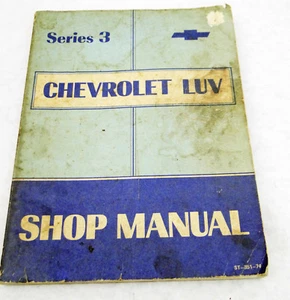 Series 3
CHEVROLET LUV
SHOP MANUAL